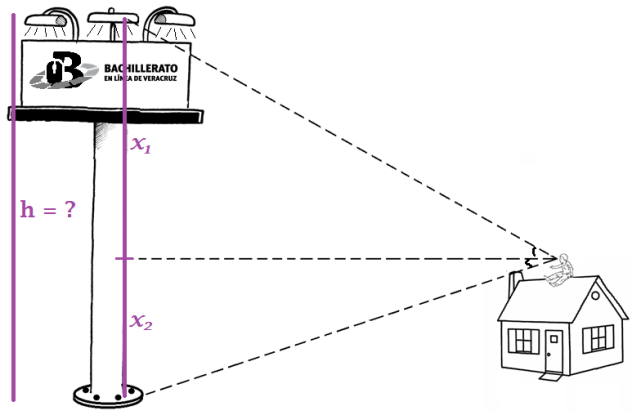 BACHILLERATO
EN LÍNEA DE VERACRUZ
x₁
h = ?
x₂